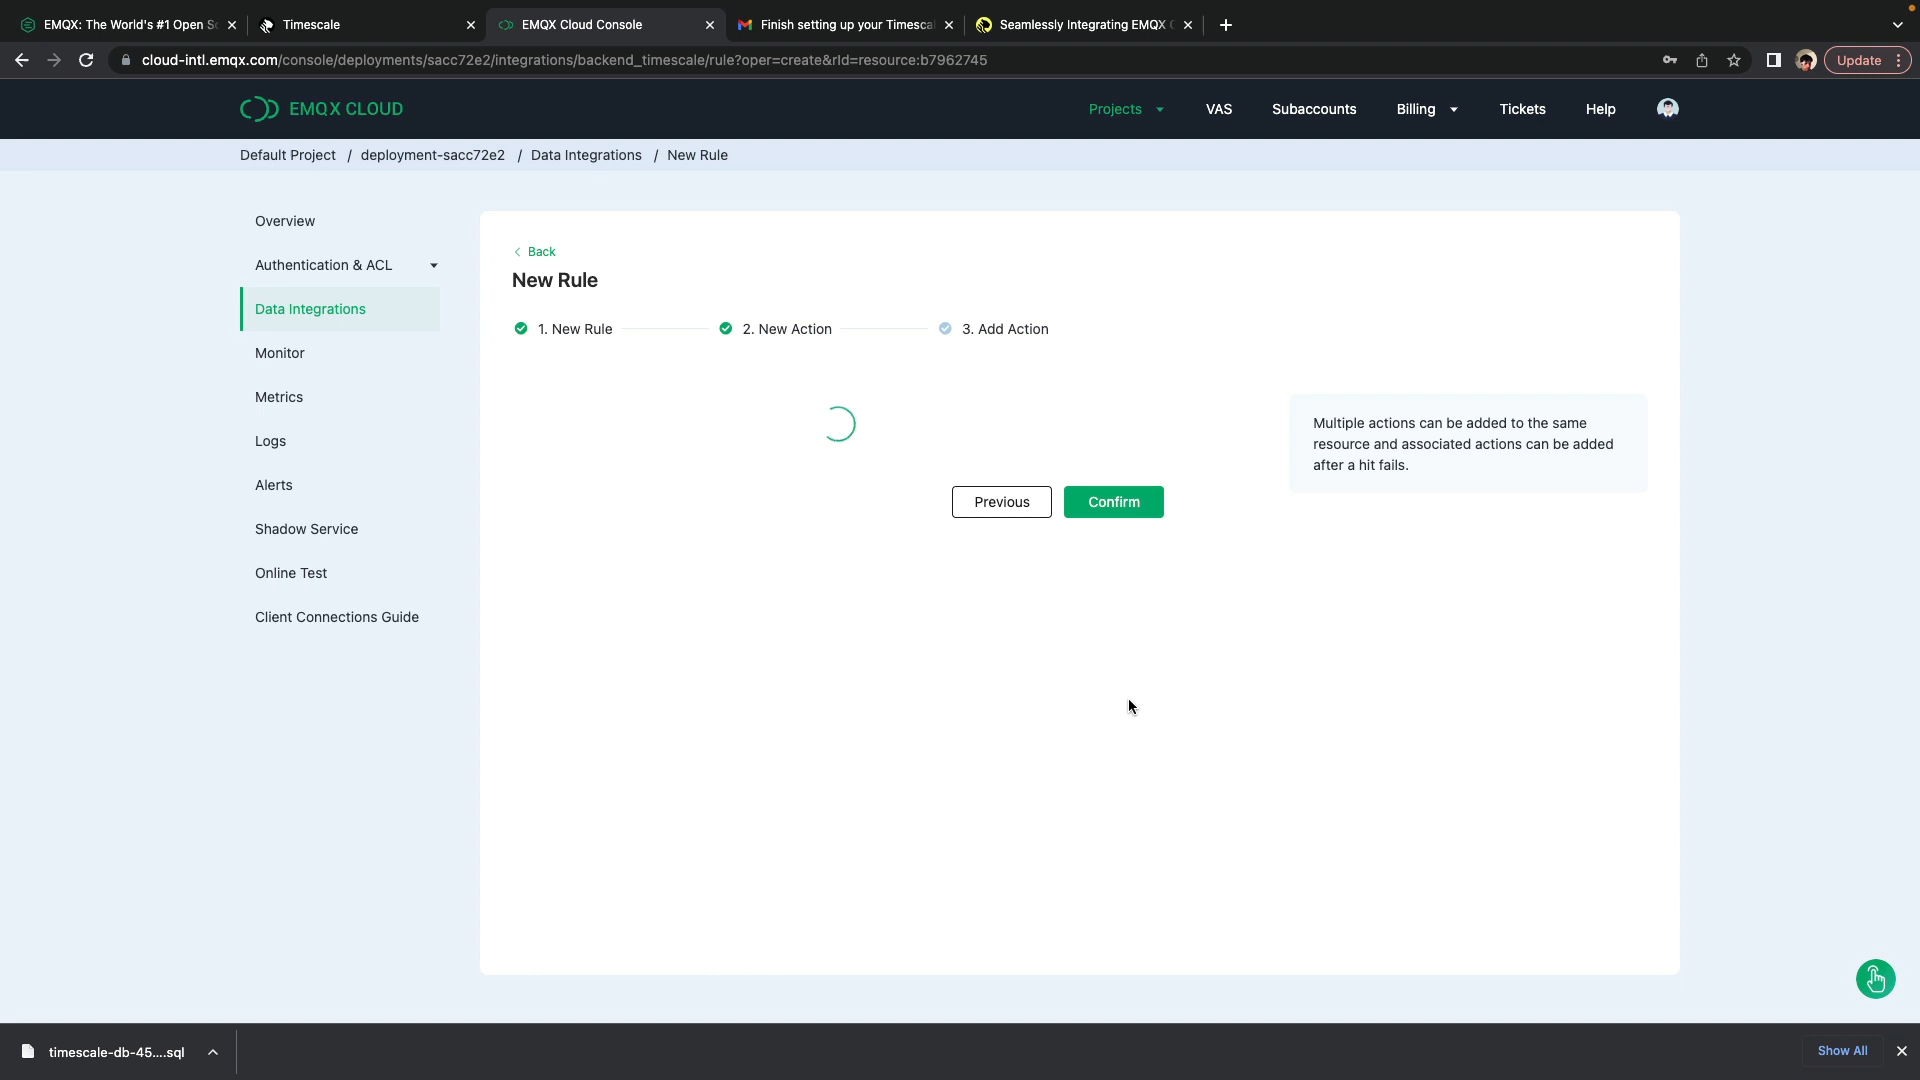 EMQX: The World's #1 Open So
Timescale
EMQX Cloud Console
Finish setting up your Timesca
Seamlessly Integrating EMQX C
cloud-intl.emqx.com/console/deployments/sacc72e2/integrations/backend_timescale/rule?oper=create&rId=resource:b7962745
Update
EMQX CLOUD
Projects
VAS
Subaccounts
Billing
Tickets
Help
Default Project / deployment-sacc72e2 / Data Integrations / New Rule
Overview
Authentication & ACL
Data Integrations
Monitor
Metrics
Logs
Alerts
Shadow Service
Online Test
Client Connections Guide
< Back
New Rule
1. New Rule
2. New Action
3. Add Action
Multiple actions can be added to the same
resource and associated actions can be added
after a hit fails.
Previous
Confirm
timescale-db-45....sql
Show All